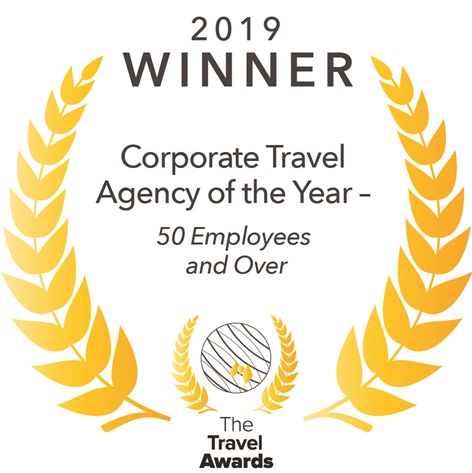 2019
WINNER
Corporate Travel
Agency of the Year –
50 Employees
and Over
The
Travel
Awards